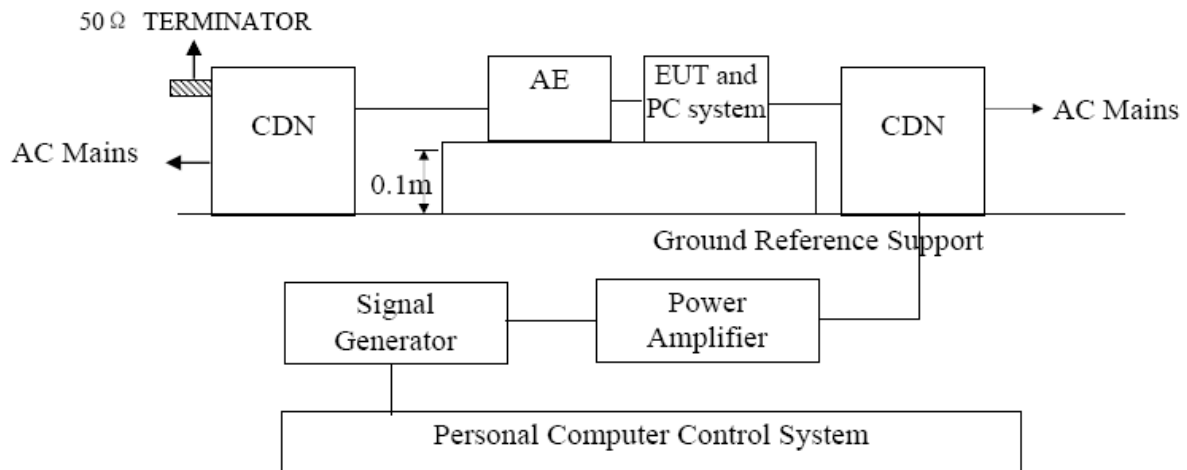 50Ω TERMINATOR
CDN
AC Mains
AE
EUT and
PC system
CDN
AC Mains
0.1m
Ground Reference Support
Signal
Generator
Power
Amplifier
Personal Computer Control System